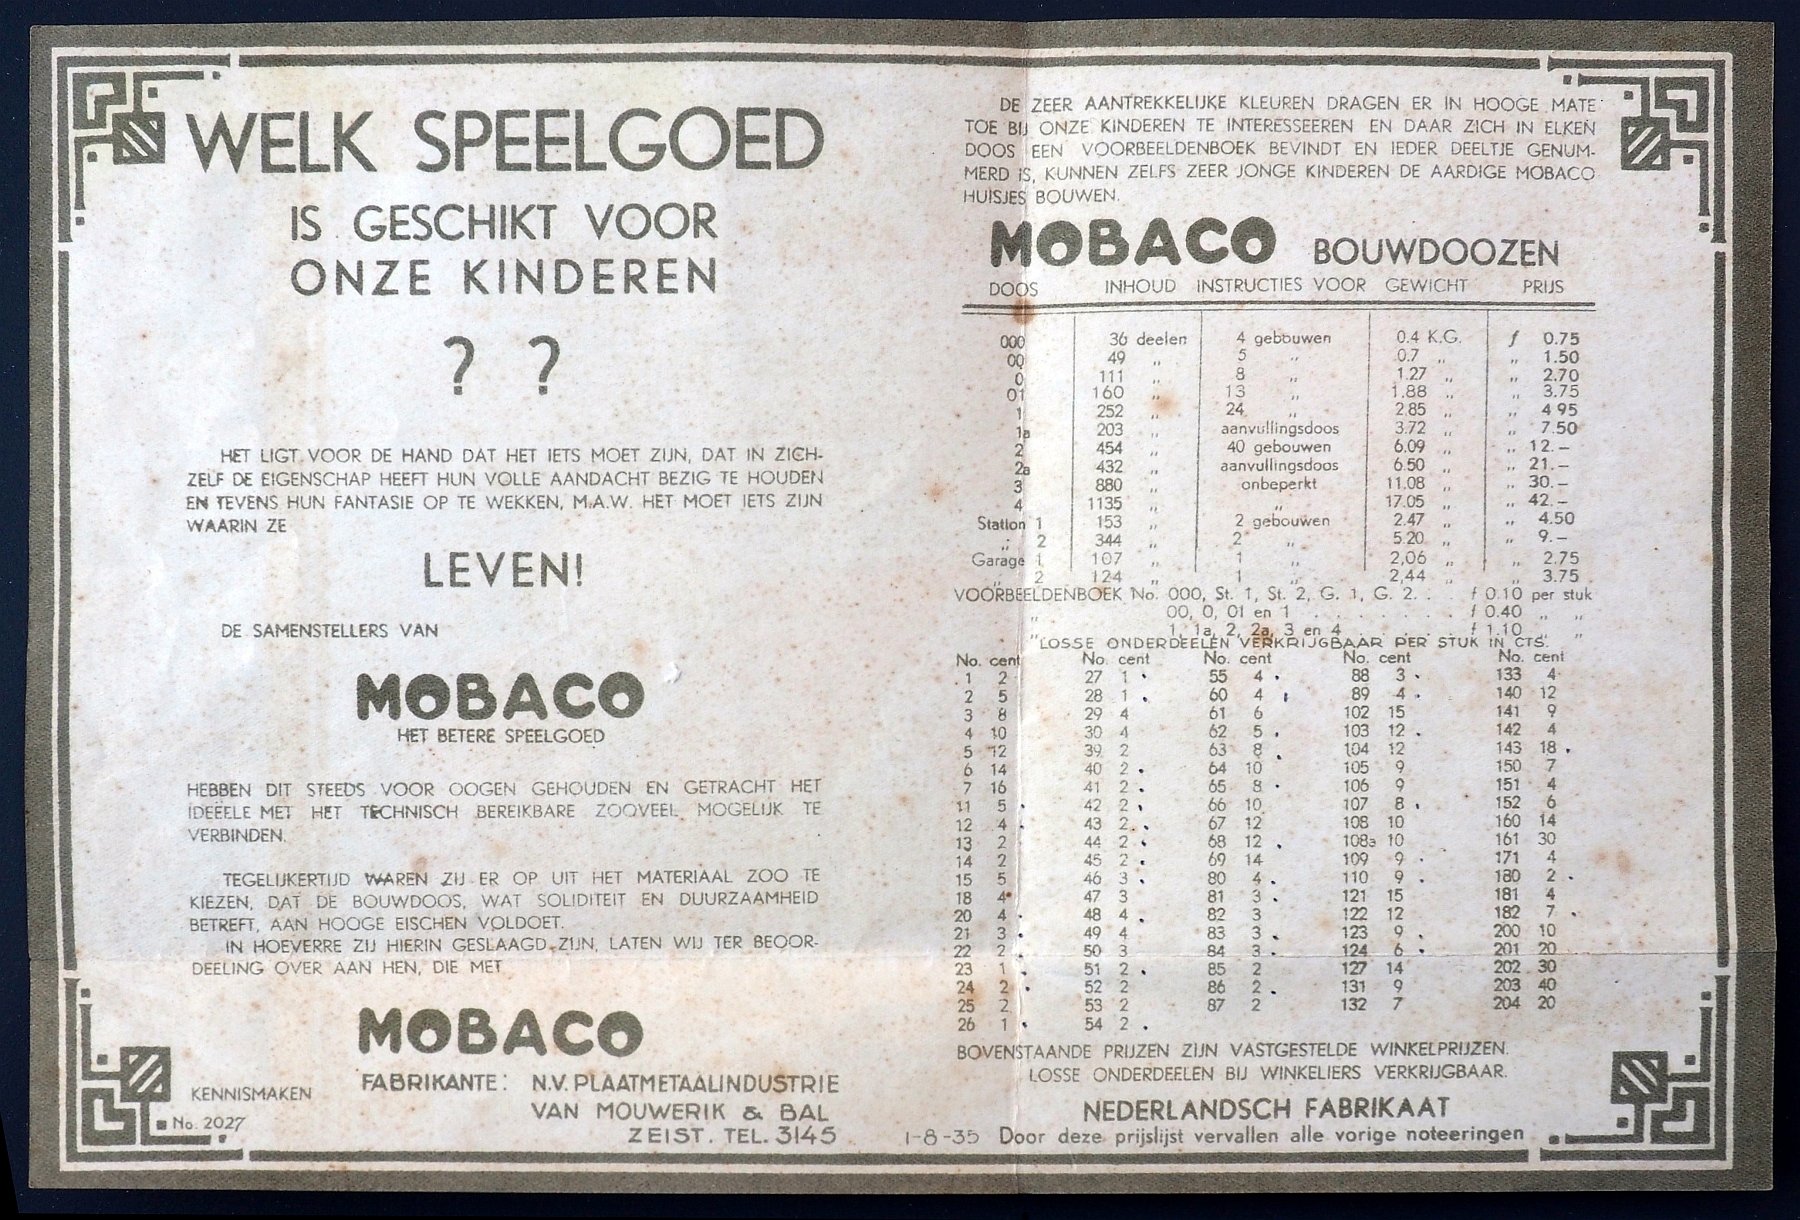 WELK SPEELGOED
IS GESCHIKT VOOR
ONZE KINDEREN
? ?
HET LIGT VOOR DE HAND DAT HET IETS MOET ZIJN, DAT IN ZICH-
ZELF DE EIGENSCHAP HEEFT HUN VOLLE AANDACHT BEZIG TE HOUDEN
EN TEVENS HUN FANTASIE OP TE WEKKEN, M.A.W. HET MOET IETS ZIJN
WAARIN ZE
LEVEN!
DE SAMENSTELLERS VAN
MOBACO
HET BETERE SPEELGOED
HEBBEN DIT STEEDS VOOR OOGEN GEHOUDEN EN GETRACHT HET
IDEËELE MET HET TECHNISCH BEREIKBARE ZOOVEEL MOGELIJK TE
VERBINDEN.
TEGELIJKERTIJD WAREN ZIJ ER OP UIT HET MATERIAAL ZOO TE
KIEZEN, DAT DE BOUWDOOS, WAT SOLIDITEIT EN DUURZAAMHEID
BETREFT, AAN HOOGE EISCHEN VOLDOET.
IN HOEVERRE ZIJ HIERIN GESLAAGD ZIJN, LATEN WIJ TER BEOOR-
DEELING OVER AAN HEN, DIE MET
MOBACO
KENNISMAKEN
FABRIKANTE: N.V. PLAATMETAALINDUSTRIE
VAN MOUWERIK & BAL
ZEIST. TEL. 3145
No. 2027
DE ZEER AANTREKKELIJKE KLEUREN DRAGEN ER IN HOOGE MATE
TOE BIJ ONZE KINDEREN TE INTERESSEEREN EN DAAR ZICH IN ELKEN
DOOS EEN VOORBEELDENBOEK BEVINDT EN IEDER DEELTJE GENUM-
MERD IS, KUNNEN ZELFS ZEER JONGE KINDEREN DE AARDIGE MOBACO
HUISJES BOUWEN.
MOBACO BOUWDOOZEN
DOOS INHOUD INSTRUCTIES VOOR GEWICHT PRIJS
000 36 deelen 4 gebouwen 0.4 K.G. f 0.75
00 49 „ 5 „ 0.7 „ „ 1.50
0 111 „ 8 „ 1.27 „ „ 2.70
01 160 „ 13 „ 1.88 „ „ 3.75
1 252 „ 24 „ 2.85 „ „ 4 95
1a 203 „ aanvullingsdoos 3.72 „ „ 7.50
2 454 „ 40 gebouwen 6.09 „ „ 12.–
2a 432 „ aanvullingsdoos 6.50 „ „ 21.–
3 880 „ onbeperkt 11.08 „ „ 30.–
4 1135 „ „ 17.05 „ „ 42.–
Station 1 153 „ 2 gebouwen 2.47 „ „ 4.50
„ 2 344 „ 2 „ 5.20 „ „ 9.–
Garage 1 107 „ 1 „ 2,06 „ „ 2.75
„ 2 124 „ 1 „ 2,44 „ „ 3.75
VOORBEELDENBOEK No. 000, St. 1, St. 2, G. 1, G. 2. . . f 0.10 per stuk
„ 00, 0, 01 en 1 . . . . . . . . f 0.40 „ „
„ 1, 1a, 2, 2a, 3 en 4 . . . . . f 1.10 „ „
LOSSE ONDERDEELEN VERKRIJGBAAR PER STUK IN CTS.
No. cent No. cent No. cent No. cent No. cent
1 2 27 1 . 55 4 . 88 3 . 133 4
2 5 28 1 . 60 4 . 89 4 . 140 12
3 8 29 4 61 6 102 15 141 9
4 10 30 4 62 5 . 103 12 . 142 4
5 12 39 2 63 8 . 104 12 143 18 .
6 14 40 2 . 64 10 105 9 150 7
7 16 41 2 . 65 8 . 106 9 151 4
11 5 . 42 2 . 66 10 107 8 . 152 6
12 4 . 43 2 . 67 12 108 10 160 14
13 2 44 2 . 68 12 . 108a 10 161 30
14 2 45 2 . 69 14 109 9 . 171 4
15 5 46 3 . 80 4 . 110 9 . 180 2 .
18 4 47 3 81 3 . 121 15 181 4
20 4 . 48 4 . 82 3 122 12 182 7 .
21 3 . 49 4 83 3 . 123 9 . 200 10
22 2 . 50 3 84 3 . 124 6 . 201 20
23 1 . 51 2 . 85 2 127 14 202 30
24 2 . 52 2 86 2 . 131 9 203 40
25 2 53 2 87 2 132 7 204 20
26 1 . 54 2 .
BOVENSTAANDE PRIJZEN ZIJN VASTGESTELDE WINKELPRIJZEN.
LOSSE ONDERDEELEN BIJ WINKELIERS VERKRIJGBAAR.
NEDERLANDSCH FABRIKAAT
1-8-35 Door deze prijslijst vervallen alle vorige noteeringen